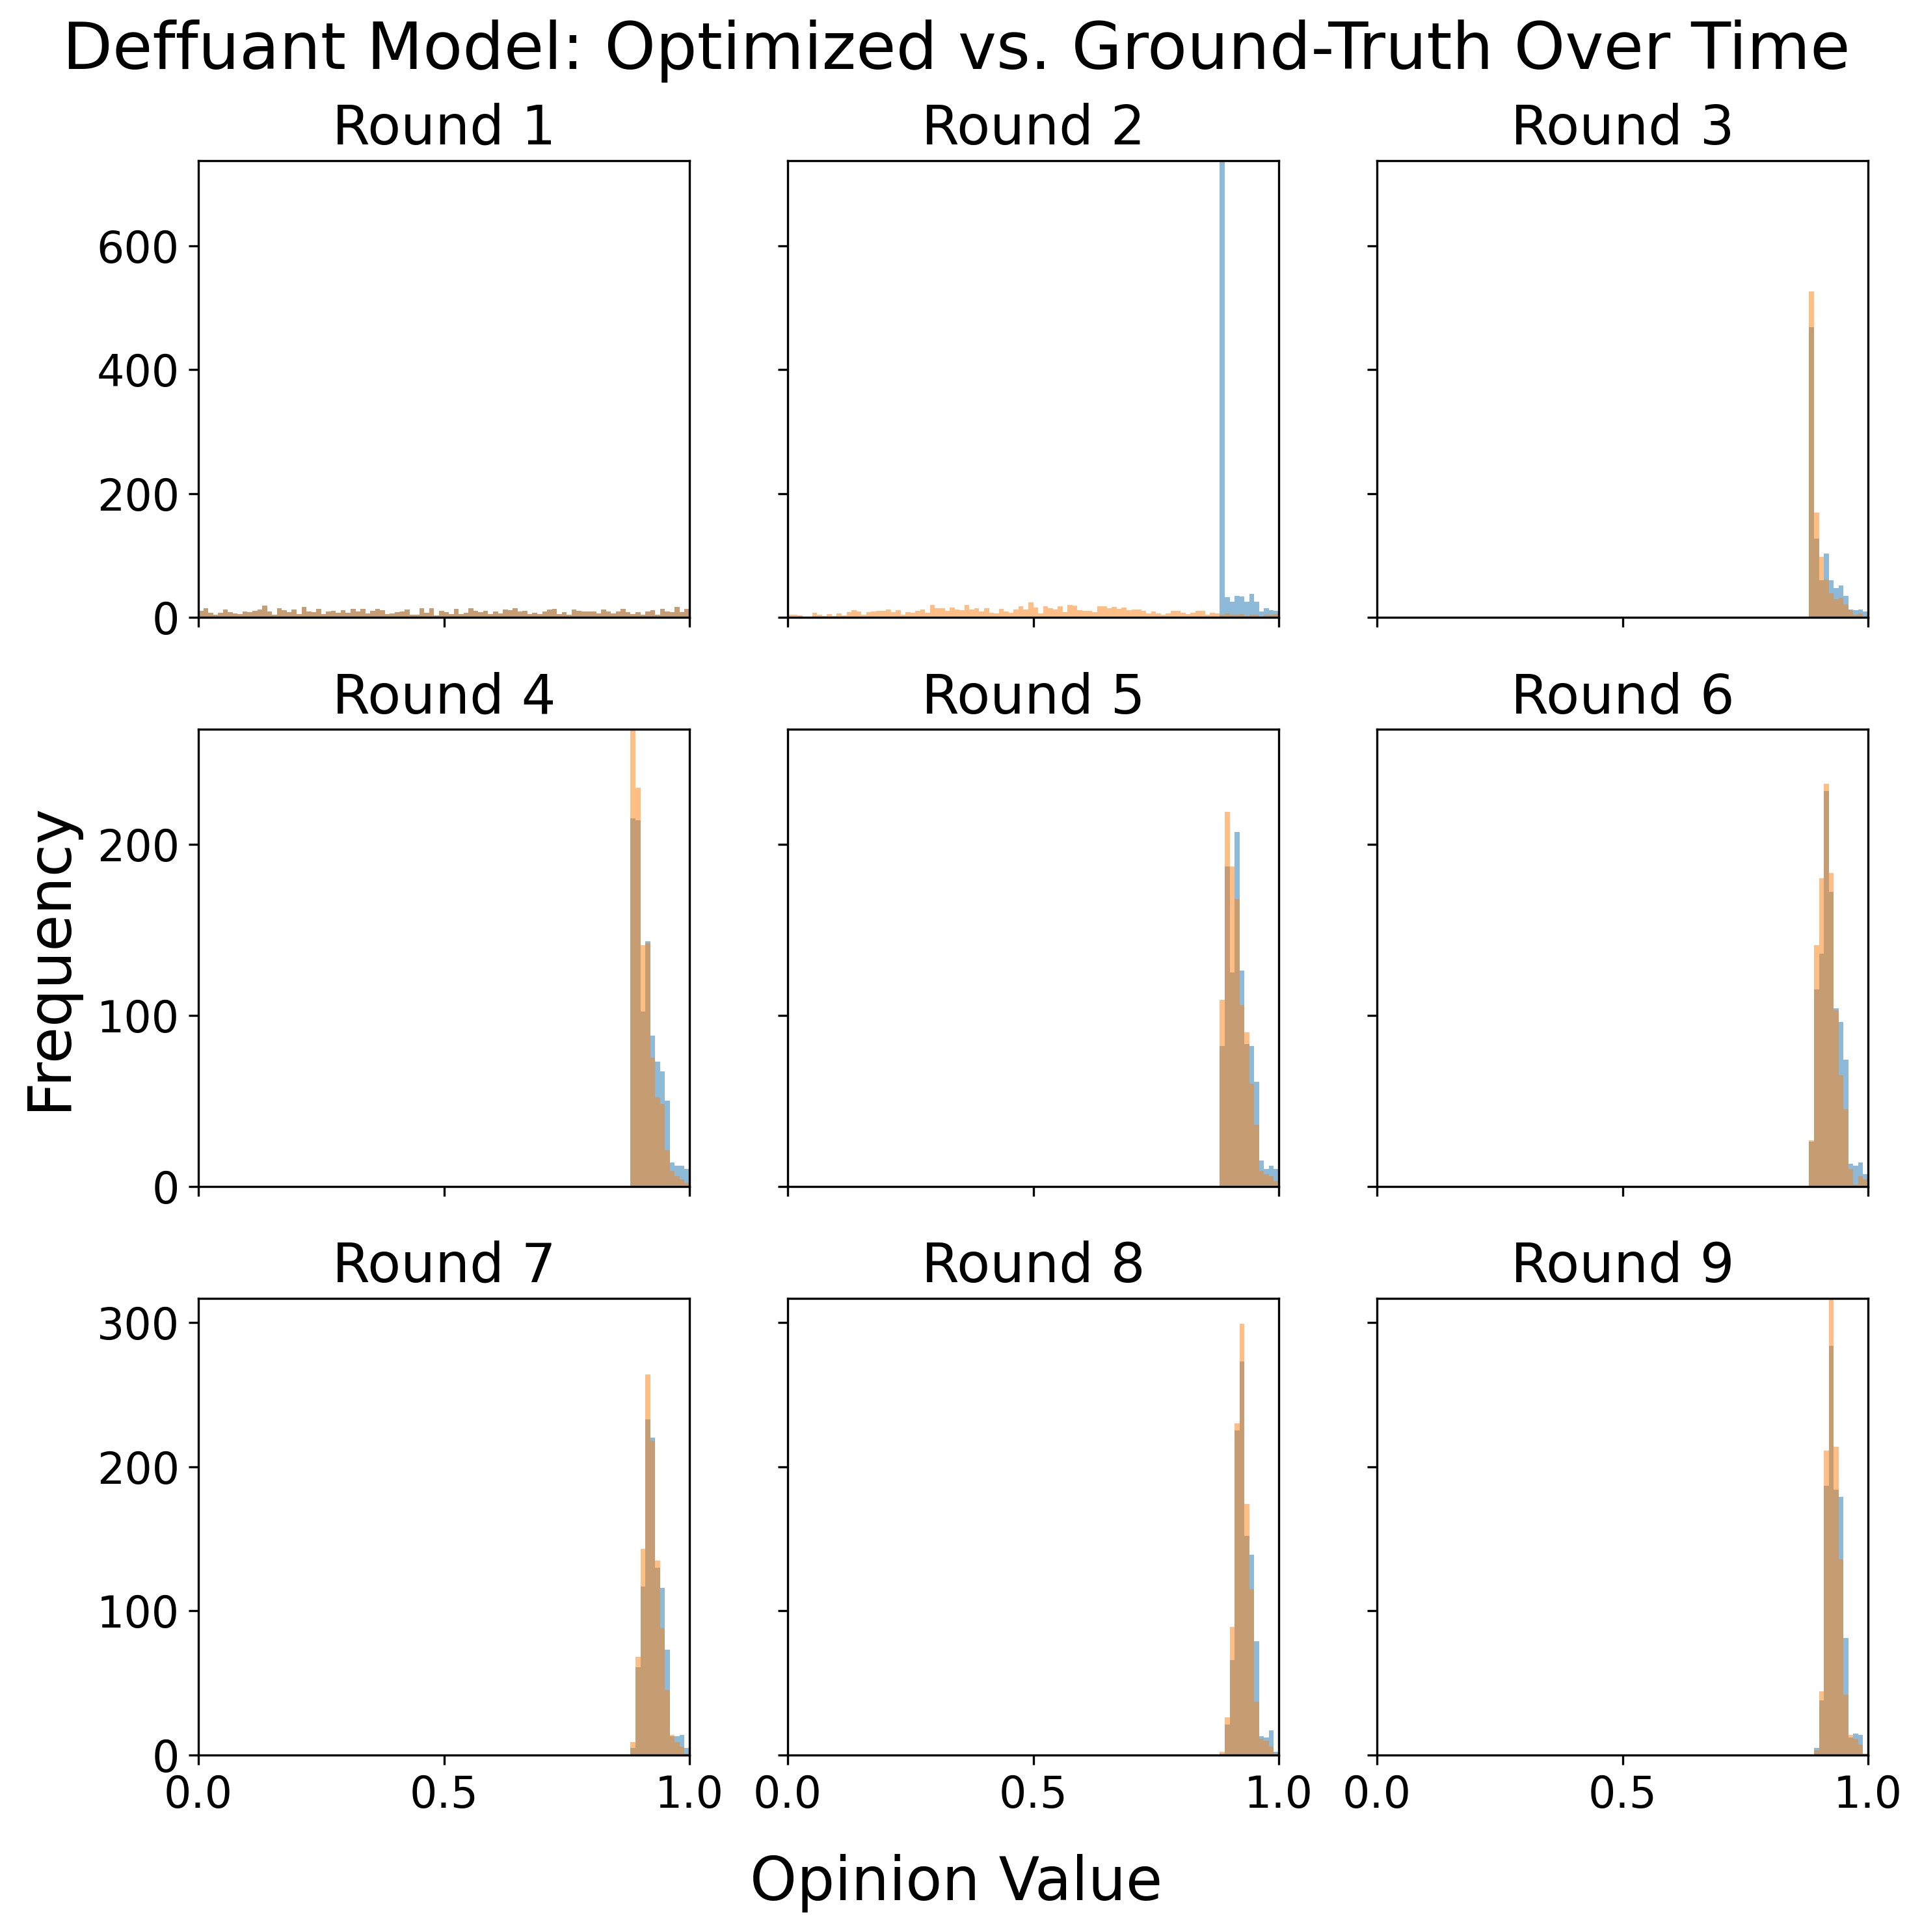 Deffuant Model: Optimized vs. Ground-Truth Over Time
Round 1
Round 2
Round 3
600
400
200
0
Round 4
Round 5
Round 6
Frequency
200
100
0
Round 7
Round 8
Round 9
300
200
100
0
0.0 0.5 1.0 0.0 0.5 1.0 0.0 0.5 1.0
Opinion Value